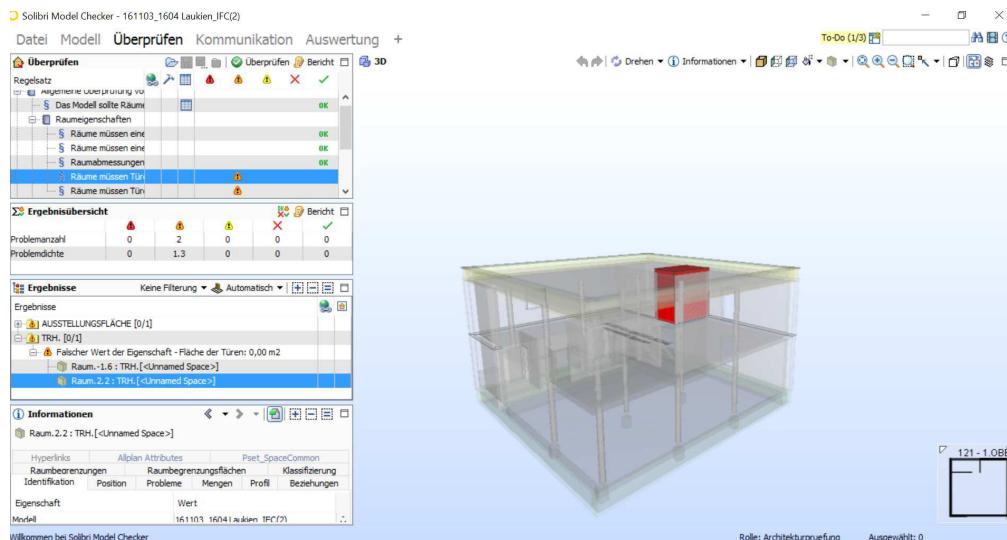 Solibri Model Checker - 161103_1604 Laukien_IFC(2)
Datei Modell Überprüfen Kommunikation Auswertung +
To-Do (1/3)
Überprüfen Überprüfen Bericht
3D Drehen Informationen
Regelsatz
Algemeine Überprüfung vo
§ Das Modell sollte Räume OK
Raumeigenschaften
§ Räume müssen eine OK
§ Räume müssen eine OK
§ Raumabmessungen OK
§ Räume müssen Türe
§ Räume müssen Türe
Ergebnisübersicht Bericht
Problemanzahl 0 2 0 0 0
Problemdichte 0 1.3 0 0 0
Ergebnisse Keine Filterung Automatisch
Ergebnisse
AUSSTELLUNGSFLÄCHE [0/1]
TRH. [0/1]
Falscher Wert der Eigenschaft - Fläche der Türen: 0,00 m2
Raum.-1.6 : TRH.[<Unnamed Space>]
Raum.2.2 : TRH.[<Unnamed Space>]
Informationen
Raum.2.2 : TRH.[<Unnamed Space>]
Hyperlinks Allplan Attributes Pset_SpaceCommon
Raumbegrenzungen Raumbegrenzungsflächen Klassifizierung
Identifikation Position Probleme Mengen Profil Beziehungen
Eigenschaft Wert
Modell 161103_1604 Laukien_IFC(2)
121 - 1.OBE
Willkommen bei Solibri Model Checker Rolle: Architekturpruefung Ausgewählt: 0